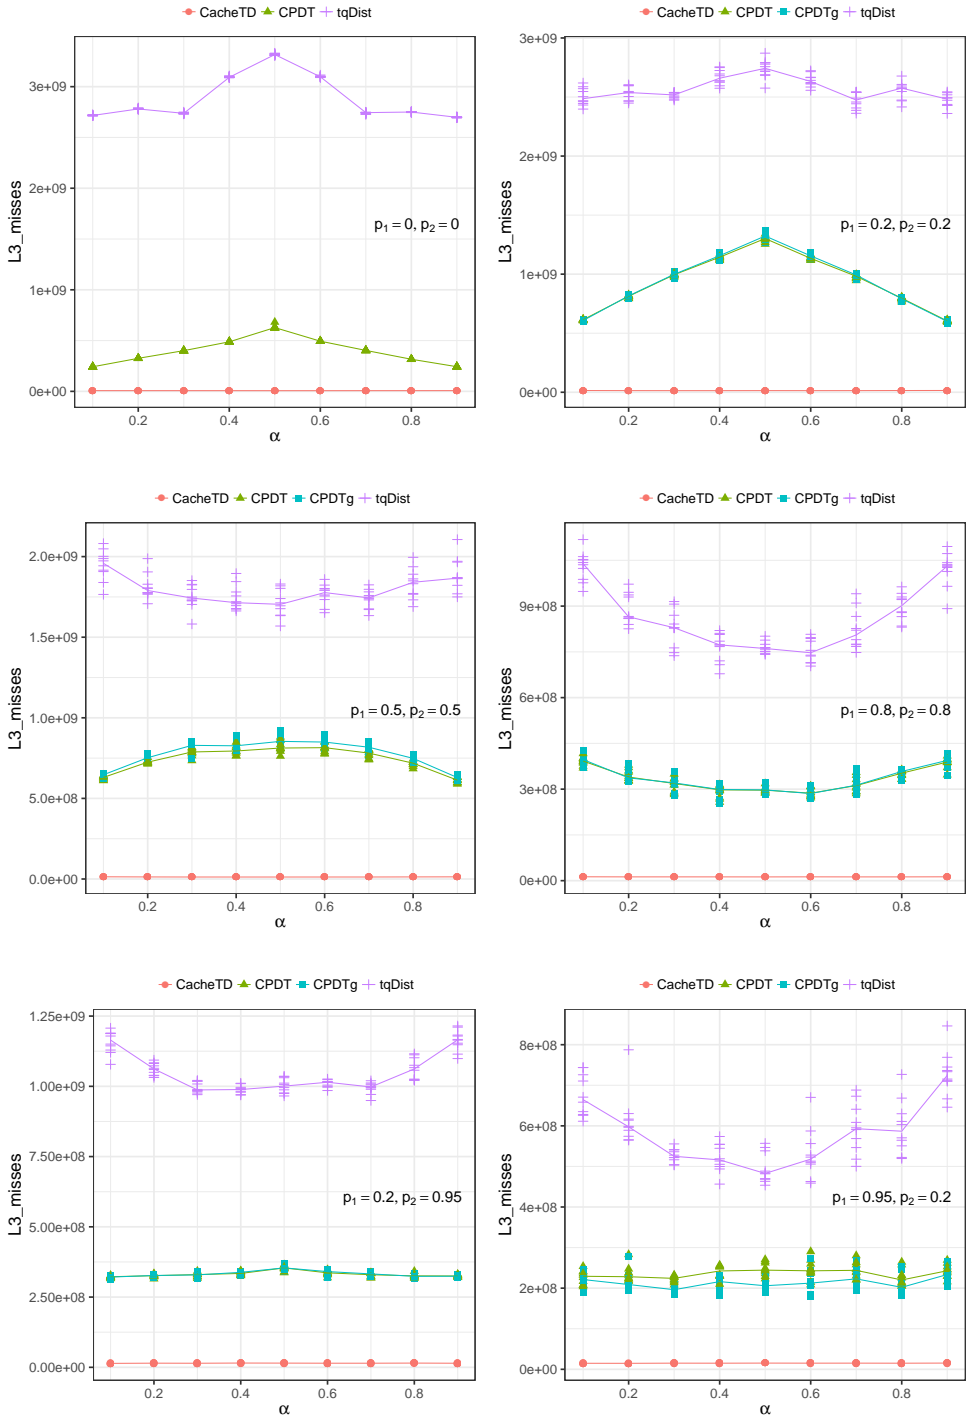 CacheTD CPDT tqDist
3e+09
2e+09
1e+09
0e+00
L3_misses
p1 = 0, p2 = 0
0.2 0.4 0.6 0.8
α
CacheTD CPDT CPDTg tqDist
3e+09
2e+09
1e+09
0e+00
L3_misses
p1 = 0.2, p2 = 0.2
0.2 0.4 0.6 0.8
α
CacheTD CPDT CPDTg tqDist
2.0e+09
1.5e+09
1.0e+09
5.0e+08
0.0e+00
L3_misses
p1 = 0.5, p2 = 0.5
0.2 0.4 0.6 0.8
α
CacheTD CPDT CPDTg tqDist
9e+08
6e+08
3e+08
0e+00
L3_misses
p1 = 0.8, p2 = 0.8
0.2 0.4 0.6 0.8
α
CacheTD CPDT CPDTg tqDist
1.25e+09
1.00e+09
7.50e+08
5.00e+08
2.50e+08
0.00e+00
L3_misses
p1 = 0.2, p2 = 0.95
0.2 0.4 0.6 0.8
α
CacheTD CPDT CPDTg tqDist
8e+08
6e+08
4e+08
2e+08
0e+00
L3_misses
p1 = 0.95, p2 = 0.2
0.2 0.4 0.6 0.8
α